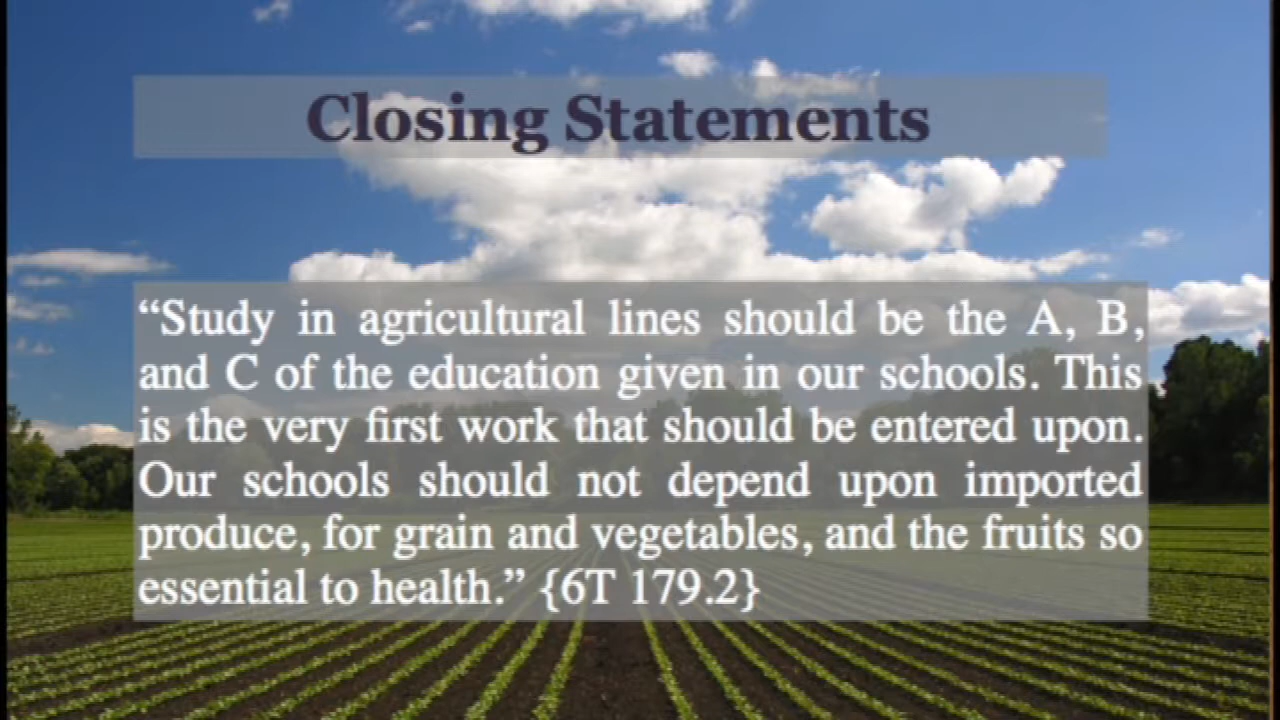 Closing Statements
“Study in agricultural lines should be the A, B,
and C of the education given in our schools. This
is the very first work that should be entered upon.
Our schools should not depend upon imported
produce, for grain and vegetables, and the fruits so
essential to health.” {6T 179.2}